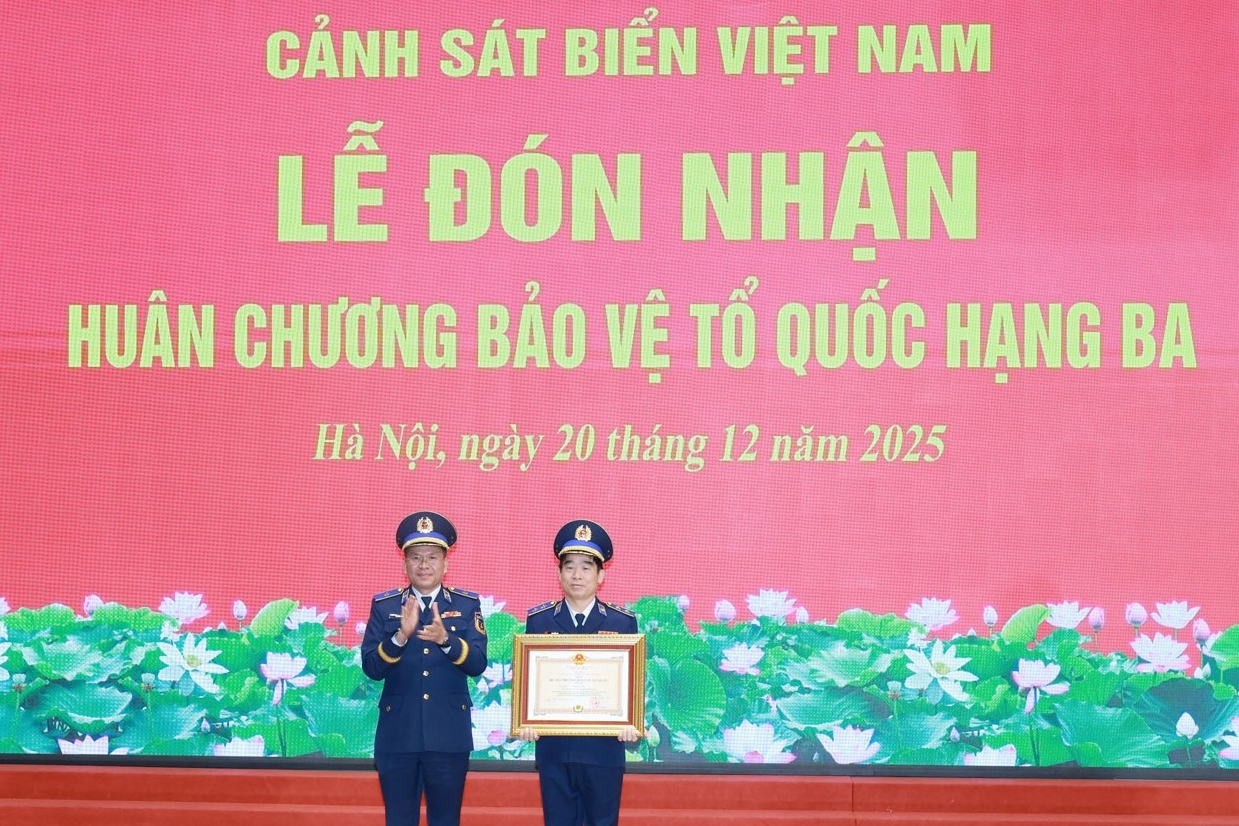 CẢNH SÁT BIỂN VIỆT NAM
LỄ ĐÓN NHẬN
HUÂN CHƯƠNG BẢO VỆ TỔ QUỐC HẠNG BA
Hà Nội, ngày 20 tháng 12 năm 2025